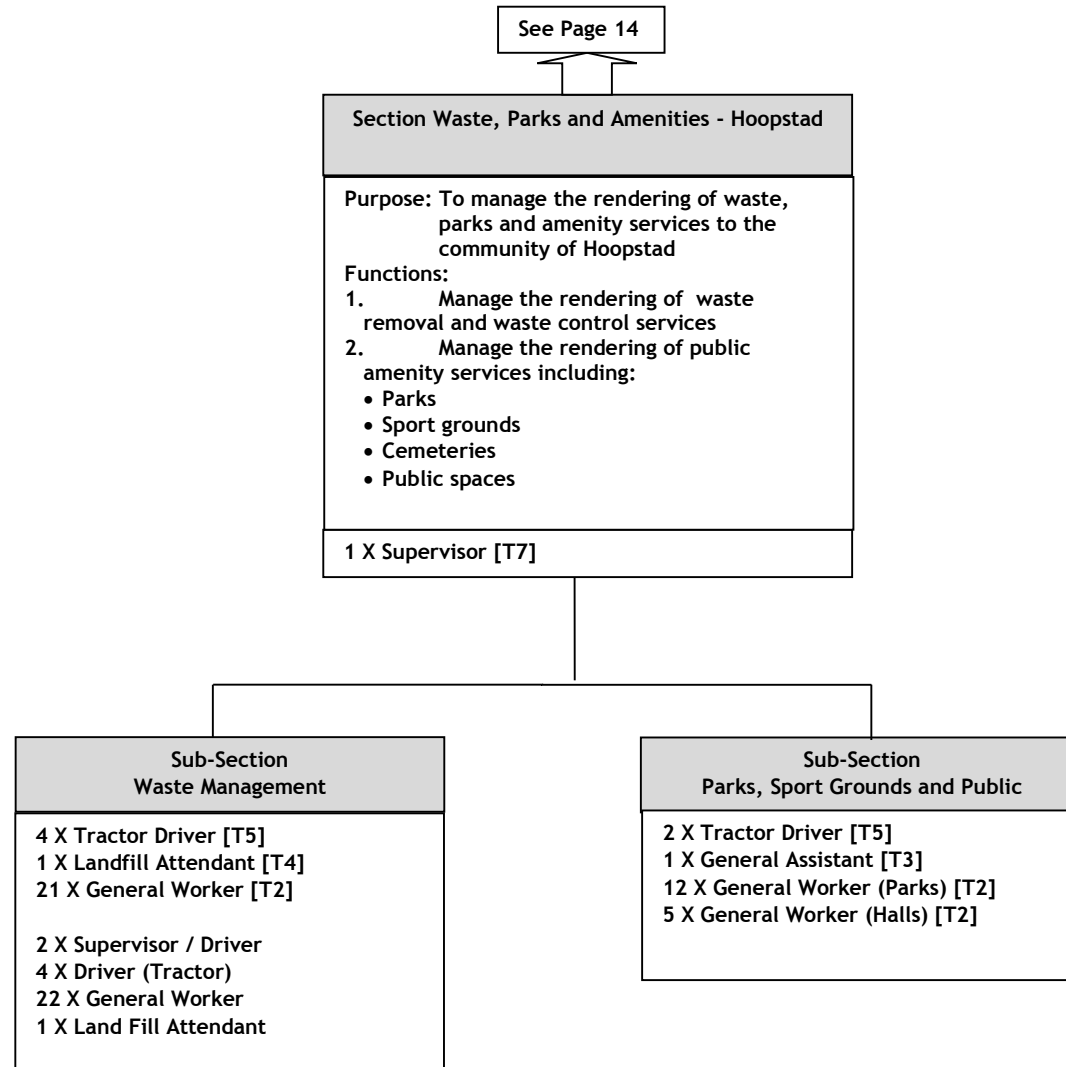 See Page 14
Section Waste, Parks and Amenities - Hoopstad
Purpose: To manage the rendering of waste,
parks and amenity services to the
community of Hoopstad
Functions:
1. Manage the rendering of waste
removal and waste control services
2. Manage the rendering of public
amenity services including:
• Parks
• Sport grounds
• Cemeteries
• Public spaces
1 X Supervisor [T7]
Sub-Section
Waste Management
4 X Tractor Driver [T5]
1 X Landfill Attendant [T4]
21 X General Worker [T2]
2 X Supervisor / Driver
4 X Driver (Tractor)
22 X General Worker
1 X Land Fill Attendant
Sub-Section
Parks, Sport Grounds and Public
2 X Tractor Driver [T5]
1 X General Assistant [T3]
12 X General Worker (Parks) [T2]
5 X General Worker (Halls) [T2]